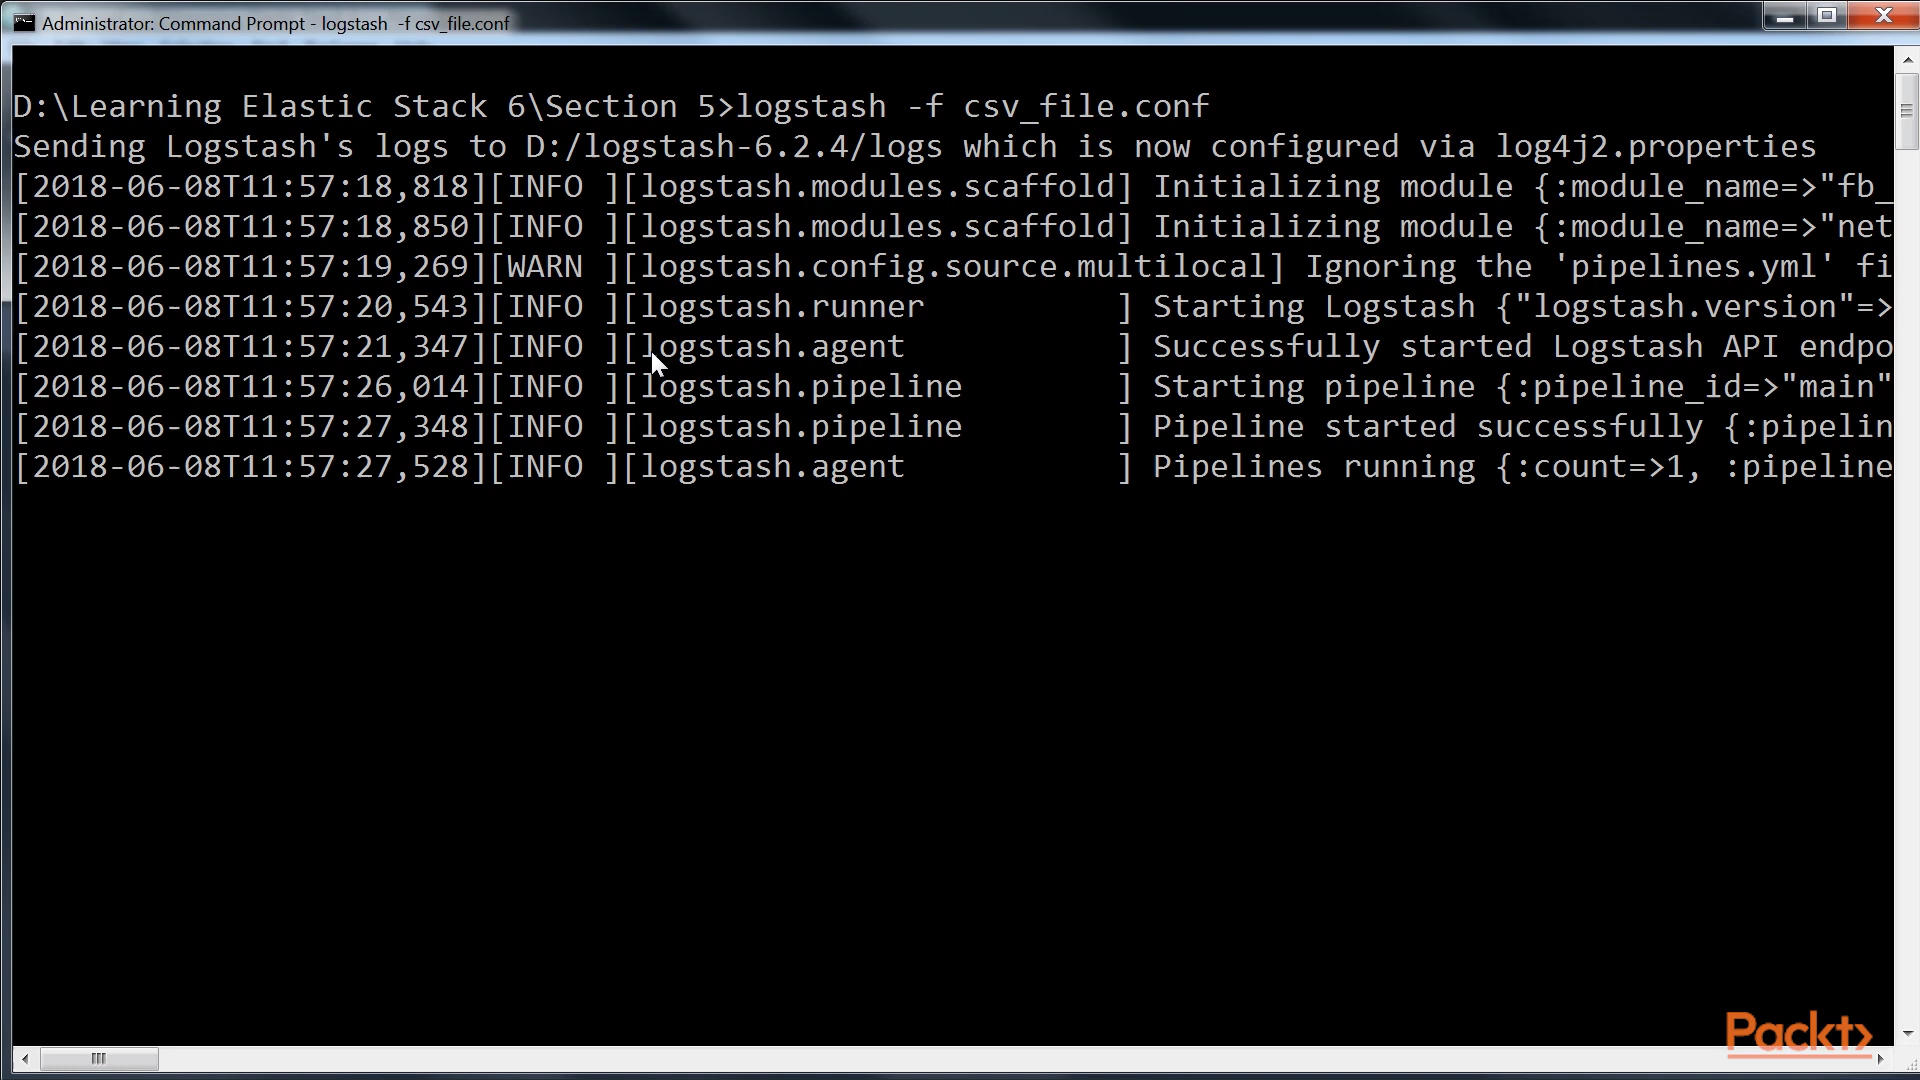 Administrator: Command Prompt - logstash  -f csv_file.conf
D:\Learning Elastic Stack 6\Section 5>logstash -f csv_file.conf
Sending Logstash's logs to D:/logstash-6.2.4/logs which is now configured via log4j2.properties
[2018-06-08T11:57:18,818][INFO ][logstash.modules.scaffold] Initializing module {:module_name=>"fb_
[2018-06-08T11:57:18,850][INFO ][logstash.modules.scaffold] Initializing module {:module_name=>"net
[2018-06-08T11:57:19,269][WARN ][logstash.config.source.multilocal] Ignoring the 'pipelines.yml' fi
[2018-06-08T11:57:20,543][INFO ][logstash.runner          ] Starting Logstash {"logstash.version"=>
[2018-06-08T11:57:21,347][INFO ][logstash.agent           ] Successfully started Logstash API endpo
[2018-06-08T11:57:26,014][INFO ][logstash.pipeline        ] Starting pipeline {:pipeline_id=>"main"
[2018-06-08T11:57:27,348][INFO ][logstash.pipeline        ] Pipeline started successfully {:pipelin
[2018-06-08T11:57:27,528][INFO ][logstash.agent           ] Pipelines running {:count=>1, :pipeline
Packt>